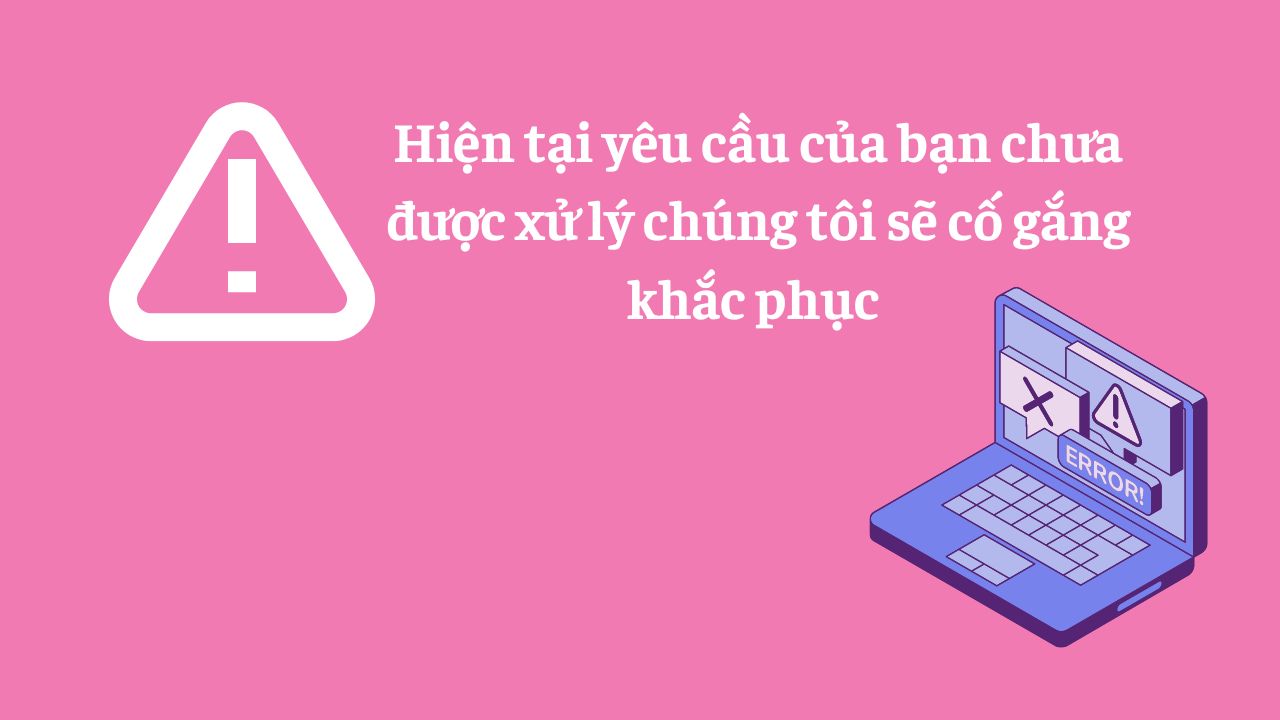 Hiện tại yêu cầu của bạn chưa
được xử lý chúng tôi sẽ cố gắng
khắc phục
ERROR!